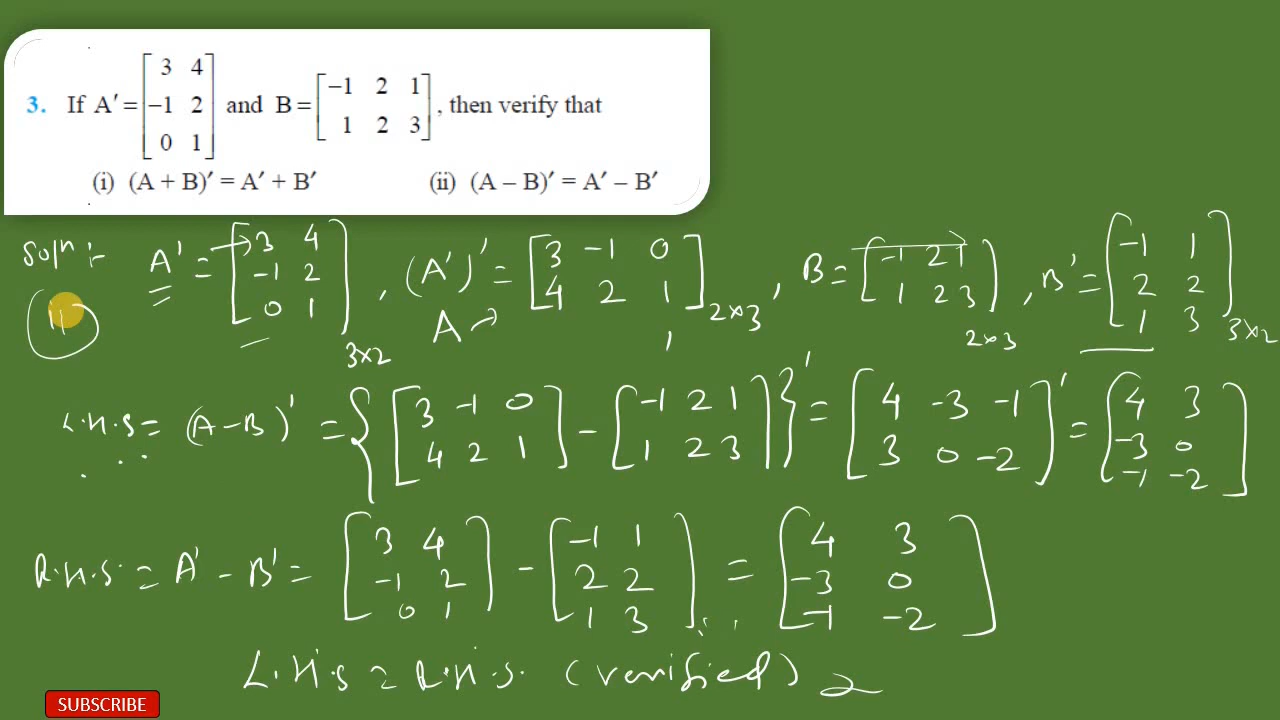 3. If A′ = [3 4; −1 2; 0 1] and B = [−1 2 1; 1 2 3], then verify that
(i) (A + B)′ = A′ + B′ (ii) (A – B)′ = A′ – B′
Soln :- A' = [3 4; -1 2; 0 1] 3×2 , (A')' = [3 -1 0; 4 2 1] 2×3 , B = [-1 2 1; 1 2 3] 2×3 , B' = [-1 1; 2 2; 1 3] 3×2
(ii) A →
L.H.S = (A-B)' = {[3 -1 0; 4 2 1] - [-1 2 1; 1 2 3]}' = [4 -3 -1; 3 0 -2]' = [4 3; -3 0; -1 -2]
R.H.S. = A' - B' = [3 4; -1 2; 0 1] - [-1 1; 2 2; 1 3] = [4 3; -3 0; -1 -2]
L.H.S = R.H.S. (verified)
SUBSCRIBE